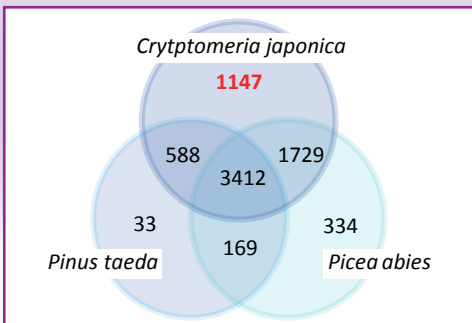 Crytptomeria japonica
1147
588
1729
3412
33
334
169
Pinus taeda
Picea abies